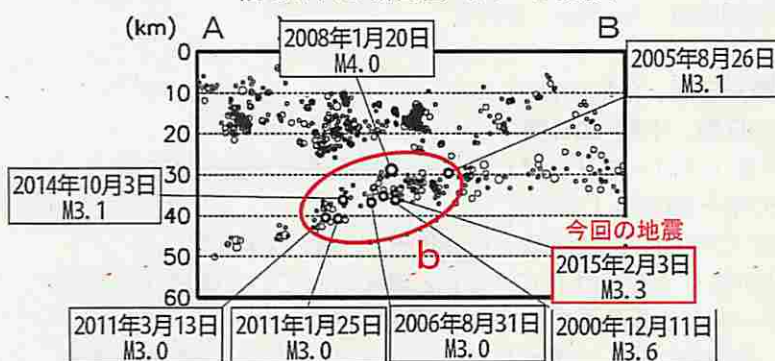 (km) A B
0
10
20
30
40
50
60
2008年1月20日
M4.0
2005年8月26日
M3.1
2014年10月3日
M3.1
今回の地震
b
2015年2月3日
M3.3
2011年3月13日
M3.0
2011年1月25日
M3.0
2006年8月31日
M3.0
2000年12月11日
M3.6